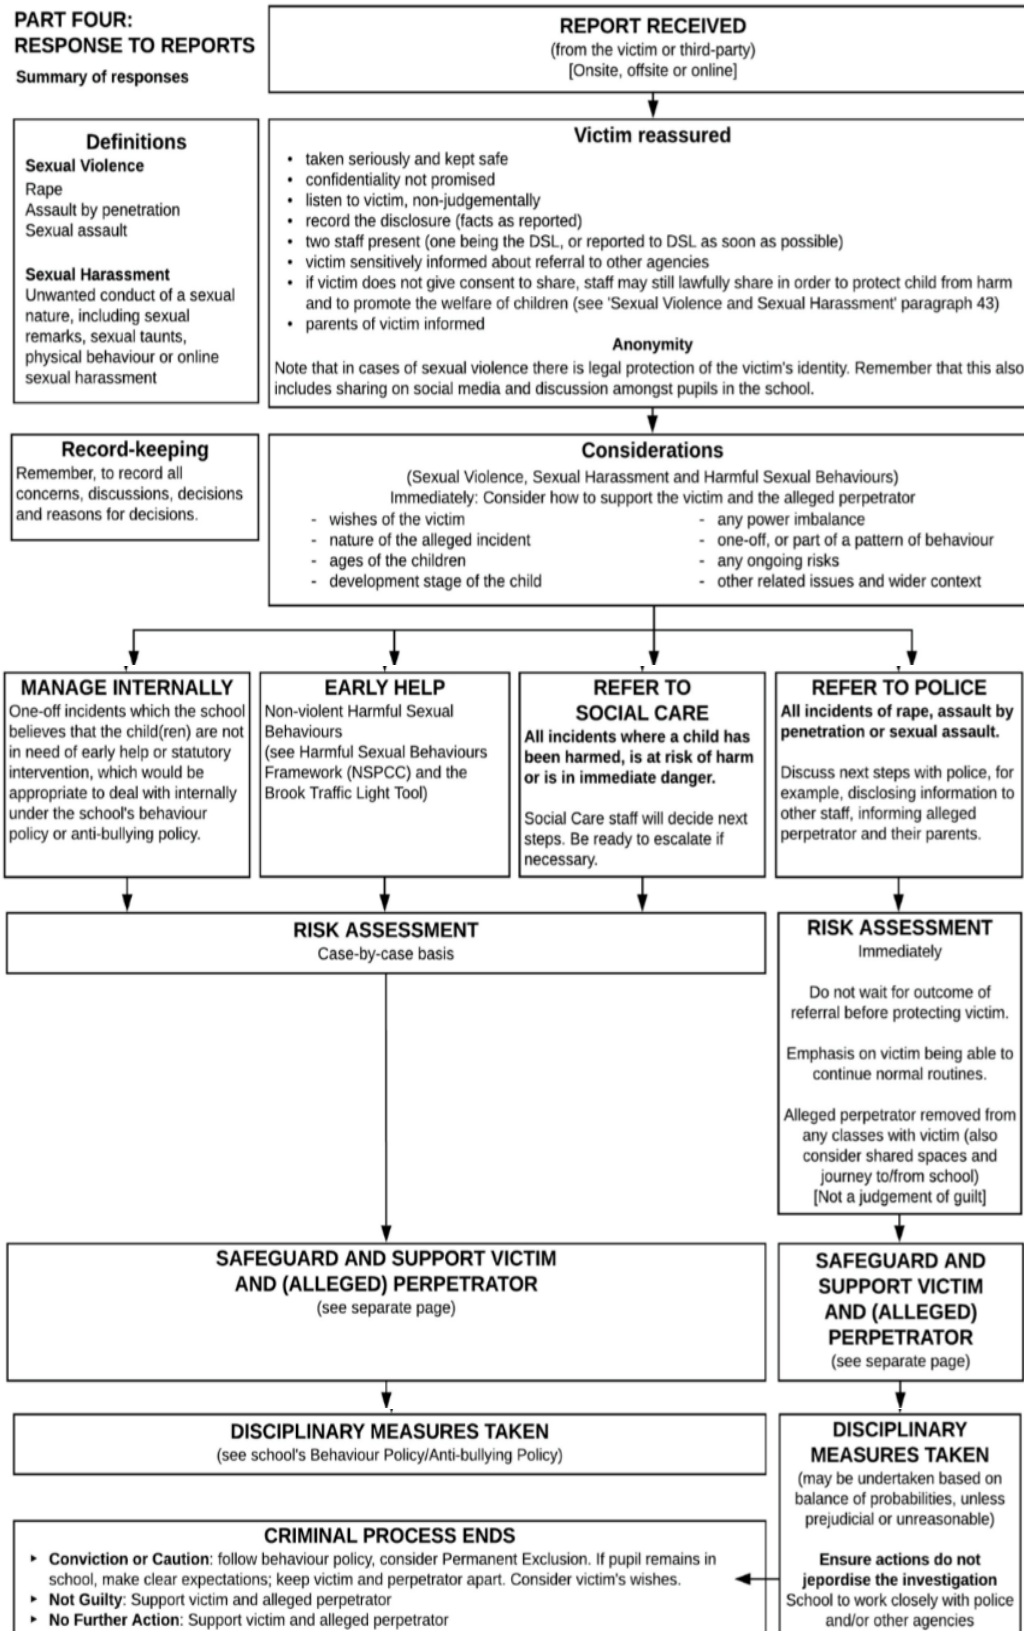 PART FOUR:
RESPONSE TO REPORTS
Summary of responses
REPORT RECEIVED
(from the victim or third-party)
[Onsite, offsite or online]
Definitions
Sexual Violence
Rape
Assault by penetration
Sexual assault
Sexual Harassment
Unwanted conduct of a sexual
nature, including sexual
remarks, sexual taunts,
physical behaviour or online
sexual harassment
Victim reassured
• taken seriously and kept safe
• confidentiality not promised
• listen to victim, non-judgementally
• record the disclosure (facts as reported)
• two staff present (one being the DSL, or reported to DSL as soon as possible)
• victim sensitively informed about referral to other agencies
• if victim does not give consent to share, staff may still lawfully share in order to protect child from harm
and to promote the welfare of children (see 'Sexual Violence and Sexual Harassment' paragraph 43)
• parents of victim informed
Anonymity
Note that in cases of sexual violence there is legal protection of the victim's identity. Remember that this also
includes sharing on social media and discussion amongst pupils in the school.
Record-keeping
Remember, to record all
concerns, discussions, decisions
and reasons for decisions.
Considerations
(Sexual Violence, Sexual Harassment and Harmful Sexual Behaviours)
Immediately: Consider how to support the victim and the alleged perpetrator
- wishes of the victim
- nature of the alleged incident
- ages of the children
- development stage of the child
- any power imbalance
- one-off, or part of a pattern of behaviour
- any ongoing risks
- other related issues and wider context
MANAGE INTERNALLY
One-off incidents which the school
believes that the child(ren) are not
in need of early help or statutory
intervention, which would be
appropriate to deal with internally
under the school's behaviour
policy or anti-bullying policy.
EARLY HELP
Non-violent Harmful Sexual
Behaviours
(see Harmful Sexual Behaviours
Framework (NSPCC) and the
Brook Traffic Light Tool)
REFER TO
SOCIAL CARE
All incidents where a child has
been harmed, is at risk of harm
or is in immediate danger.
Social Care staff will decide next
steps. Be ready to escalate if
necessary.
REFER TO POLICE
All incidents of rape, assault by
penetration or sexual assault.
Discuss next steps with police, for
example, disclosing information to
other staff, informing alleged
perpetrator and their parents.
RISK ASSESSMENT
Case-by-case basis
RISK ASSESSMENT
Immediately
Do not wait for outcome of
referral before protecting victim.
Emphasis on victim being able to
continue normal routines.
Alleged perpetrator removed from
any classes with victim (also
consider shared spaces and
journey to/from school)
[Not a judgement of guilt]
SAFEGUARD AND SUPPORT VICTIM
AND (ALLEGED) PERPETRATOR
(see separate page)
SAFEGUARD AND
SUPPORT VICTIM
AND (ALLEGED)
PERPETRATOR
(see separate page)
DISCIPLINARY MEASURES TAKEN
(see school's Behaviour Policy/Anti-bullying Policy)
DISCIPLINARY
MEASURES TAKEN
(may be undertaken based on
balance of probabilities, unless
prejudicial or unreasonable)
Ensure actions do not
jepordise the investigation
School to work closely with police
and/or other agencies
CRIMINAL PROCESS ENDS
‣ Conviction or Caution: follow behaviour policy, consider Permanent Exclusion. If pupil remains in
school, make clear expectations; keep victim and perpetrator apart. Consider victim's wishes.
‣ Not Guilty: Support victim and alleged perpetrator
‣ No Further Action: Support victim and alleged perpetrator